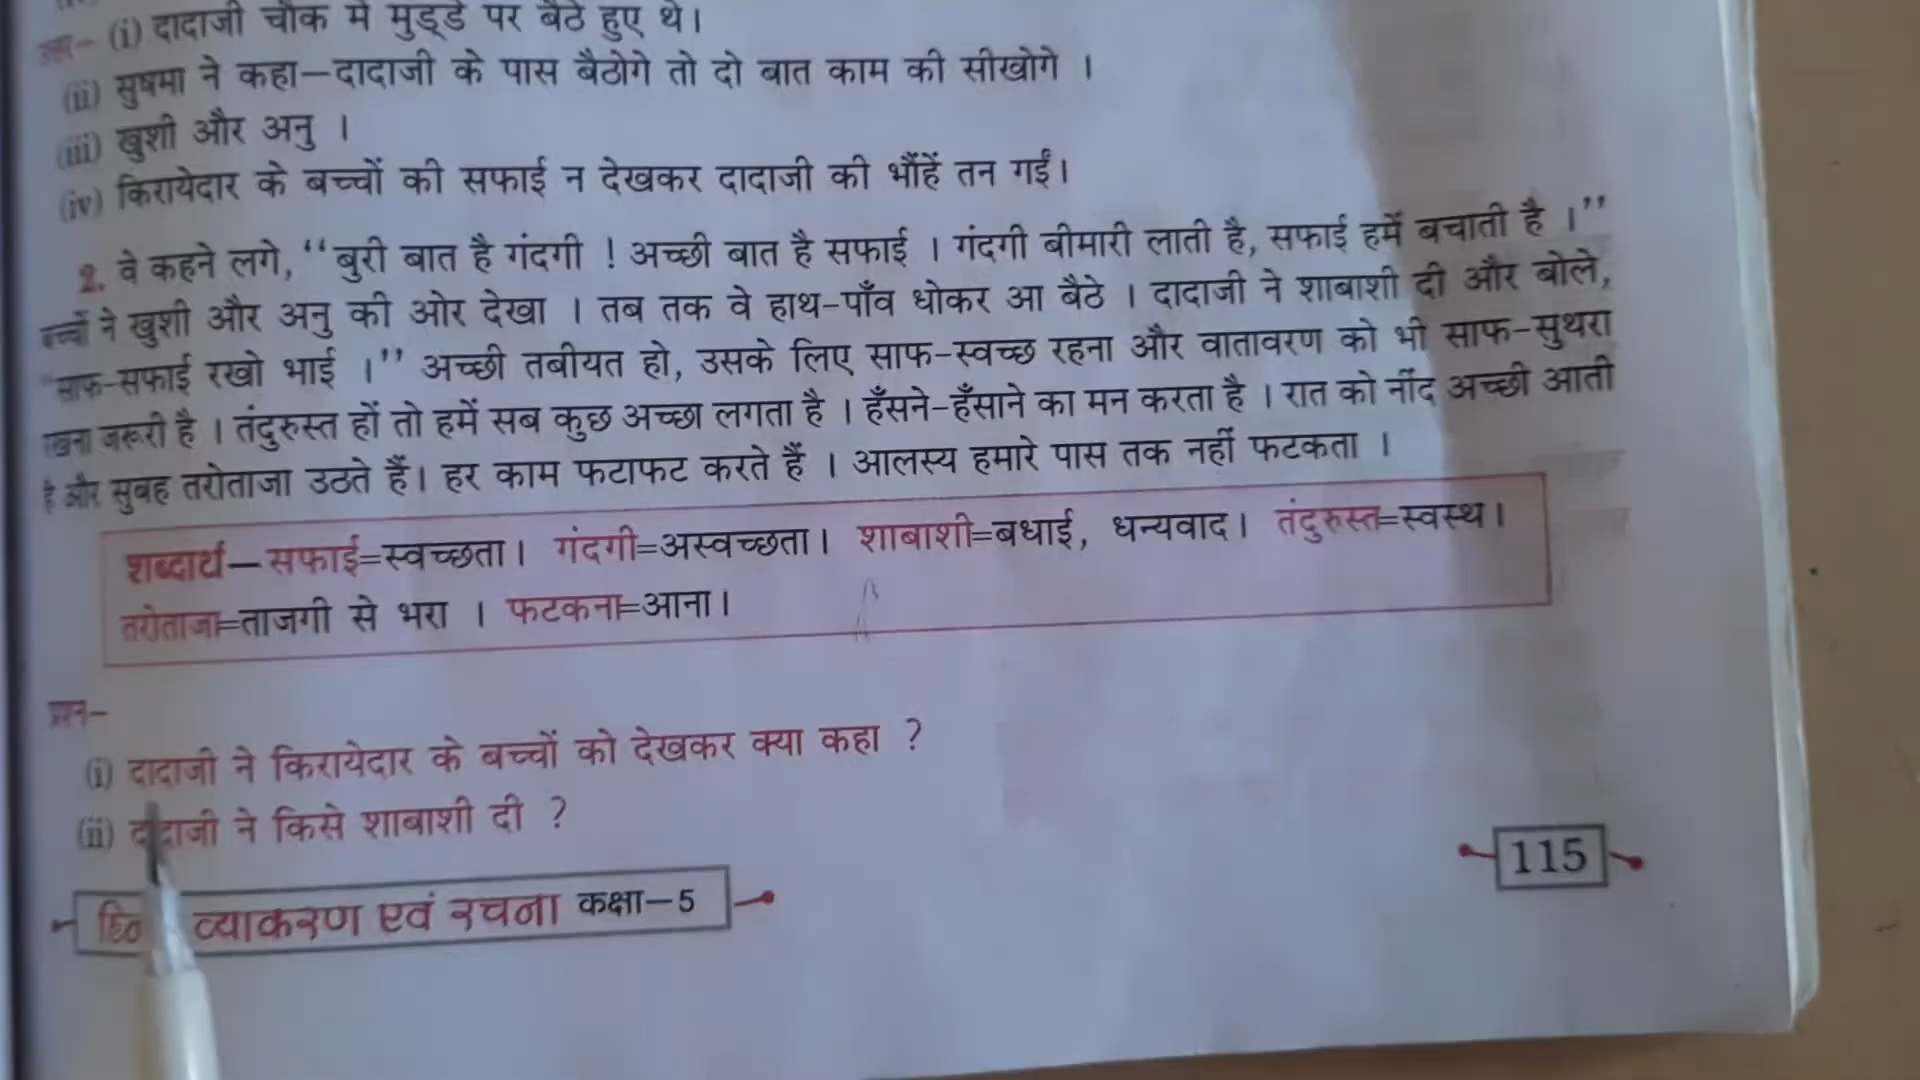 उत्तर– (i) दादाजी चौक में मुड्डे पर बैठे हुए थे।
(ii) सुषमा ने कहा–दादाजी के पास बैठोगे तो दो बात काम की सीखोगे ।
(iii) खुशी और अनु ।
(iv) किरायेदार के बच्चों की सफाई न देखकर दादाजी की भौंहें तन गईं।
2. वे कहने लगे, ‘‘बुरी बात है गंदगी ! अच्छी बात है सफाई । गंदगी बीमारी लाती है, सफाई हमें बचाती है ।’’
बच्चों ने खुशी और अनु की ओर देखा । तब तक वे हाथ-पाँव धोकर आ बैठे । दादाजी ने शाबाशी दी और बोले,
‘‘साफ-सफाई रखो भाई ।’’ अच्छी तबीयत हो, उसके लिए साफ-स्वच्छ रहना और वातावरण को भी साफ-सुथरा
रखना जरूरी है । तंदुरुस्त हों तो हमें सब कुछ अच्छा लगता है । हँसने-हँसाने का मन करता है । रात को नींद अच्छी आती
है और सुबह तरोताजा उठते हैं। हर काम फटाफट करते हैं । आलस्य हमारे पास तक नहीं फटकता ।
शब्दार्थ–सफाई=स्वच्छता। गंदगी=अस्वच्छता। शाबाशी=बधाई, धन्यवाद। तंदुरुस्त=स्वस्थ।
तरोताजा=ताजगी से भरा । फटकना=आना।
प्रश्न–
(i) दादाजी ने किरायेदार के बच्चों को देखकर क्या कहा ?
(ii) दादाजी ने किसे शाबाशी दी ?
व्याकरण एवं रचना कक्षा–5
115